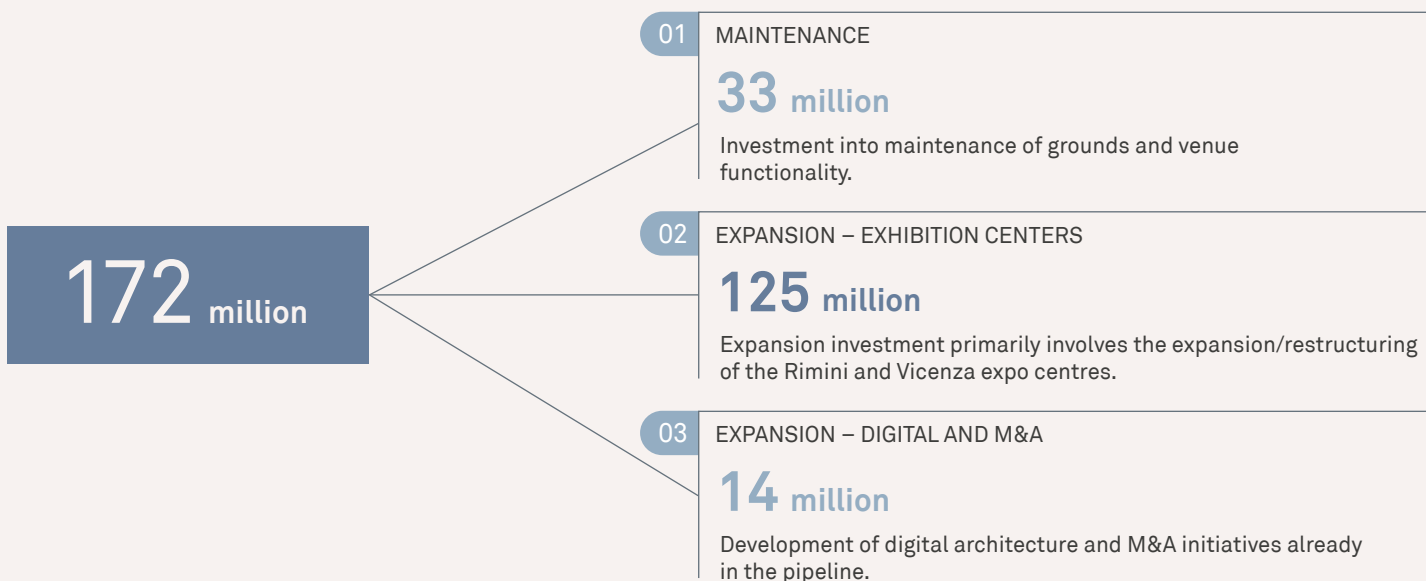 172 million
01 MAINTENANCE
33 million
Investment into maintenance of grounds and venue
functionality.
02 EXPANSION – EXHIBITION CENTERS
125 million
Expansion investment primarily involves the expansion/restructuring
of the Rimini and Vicenza expo centres.
03 EXPANSION – DIGITAL AND M&A
14 million
Development of digital architecture and M&A initiatives already
in the pipeline.